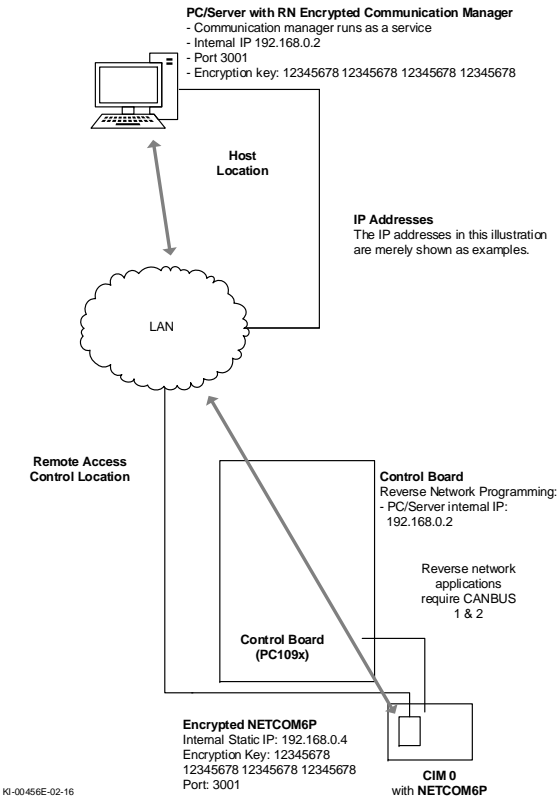 PC/Server with RN Encrypted Communication Manager
- Communication manager runs as a service
- Internal IP 192.168.0.2
- Port 3001
- Encryption key: 12345678 12345678 12345678 12345678
Host
Location
IP Addresses
The IP addresses in this illustration
are merely shown as examples.
LAN
Remote Access
Control Location
Control Board
Reverse Network Programming:
- PC/Server internal IP:
192.168.0.2
Reverse network
applications
require CANBUS
1 & 2
Control Board
(PC109x)
Encrypted NETCOM6P
Internal Static IP: 192.168.0.4
Encryption Key: 12345678
12345678 12345678 12345678
Port: 3001
CIM 0
with NETCOM6P
KI-00456E-02-16